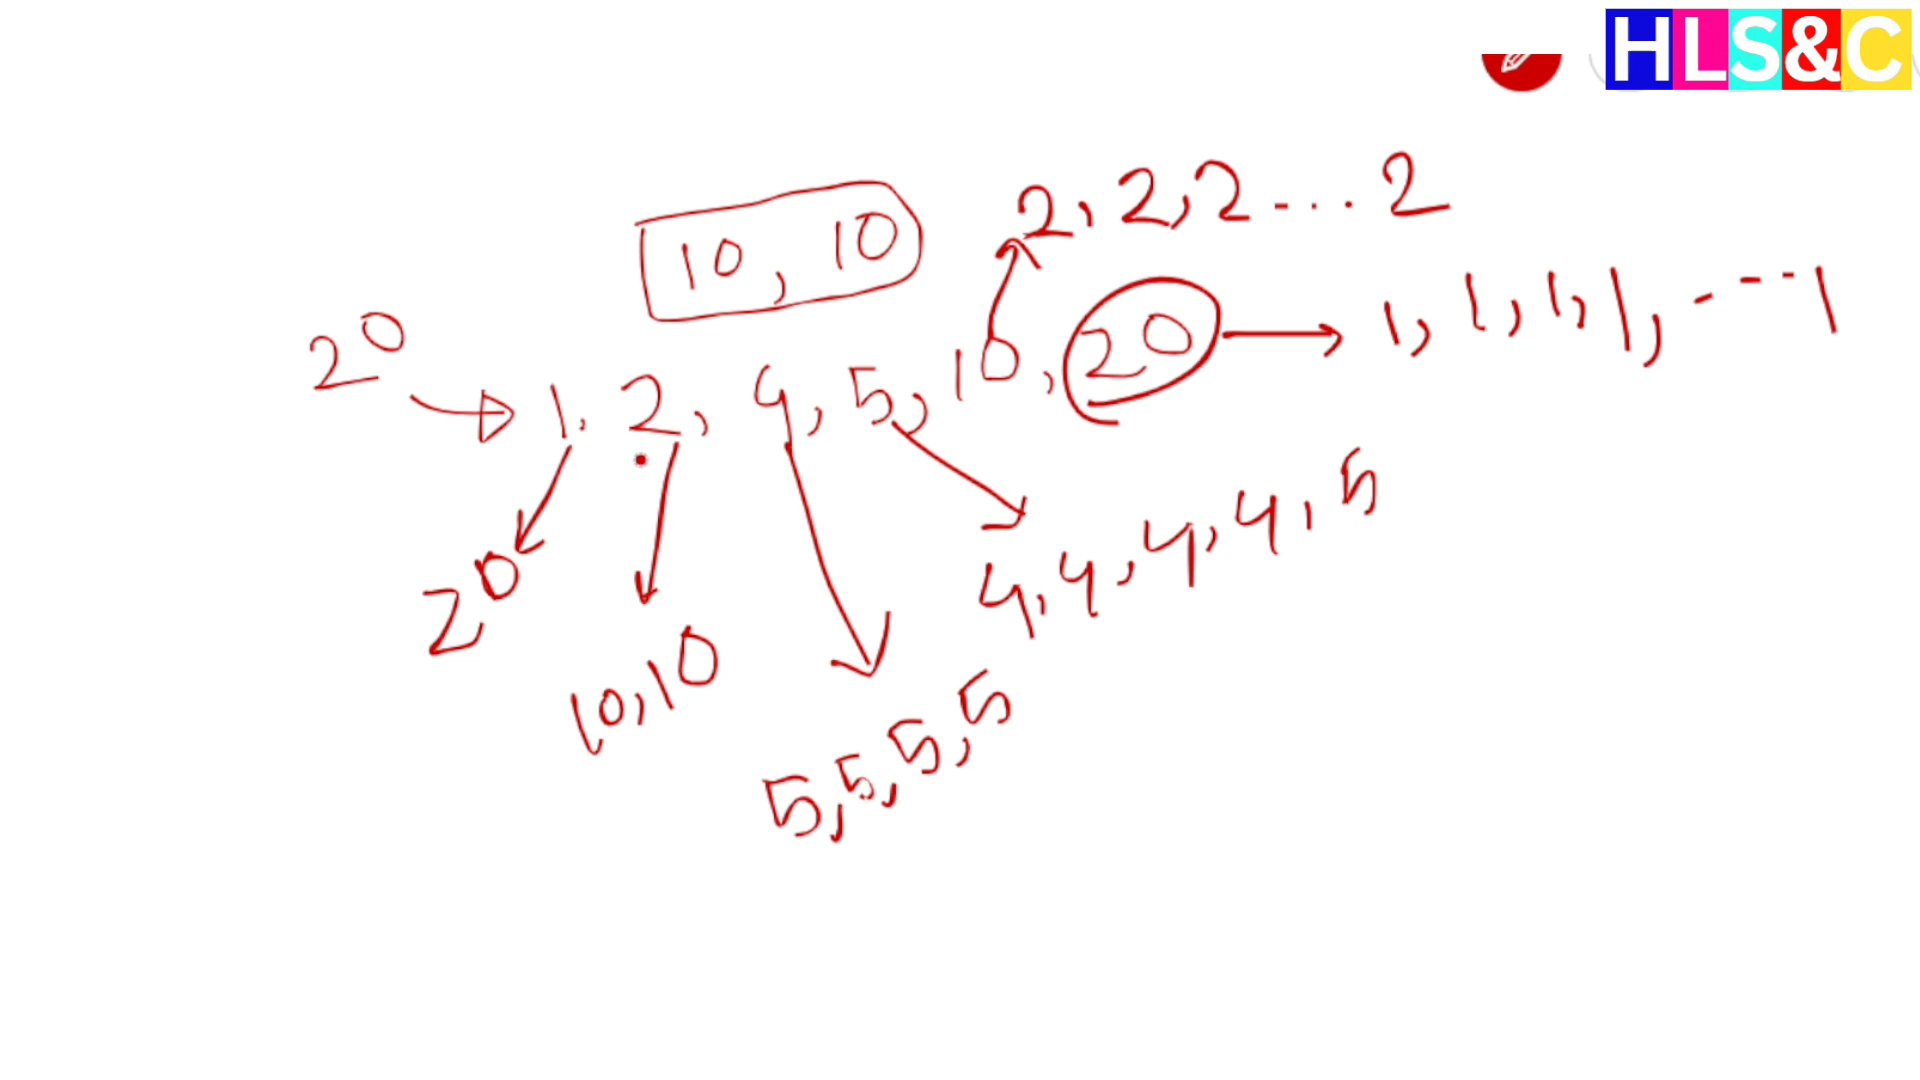 HLS&C
2, 2, 2 - . . . 2
10, 10
20
1, 2, 4, 5, 10, 20
1, 1, 1, 1, - - - 1
4, 4, 4, 4, 5
20
10, 10
5, 5, 5, 5